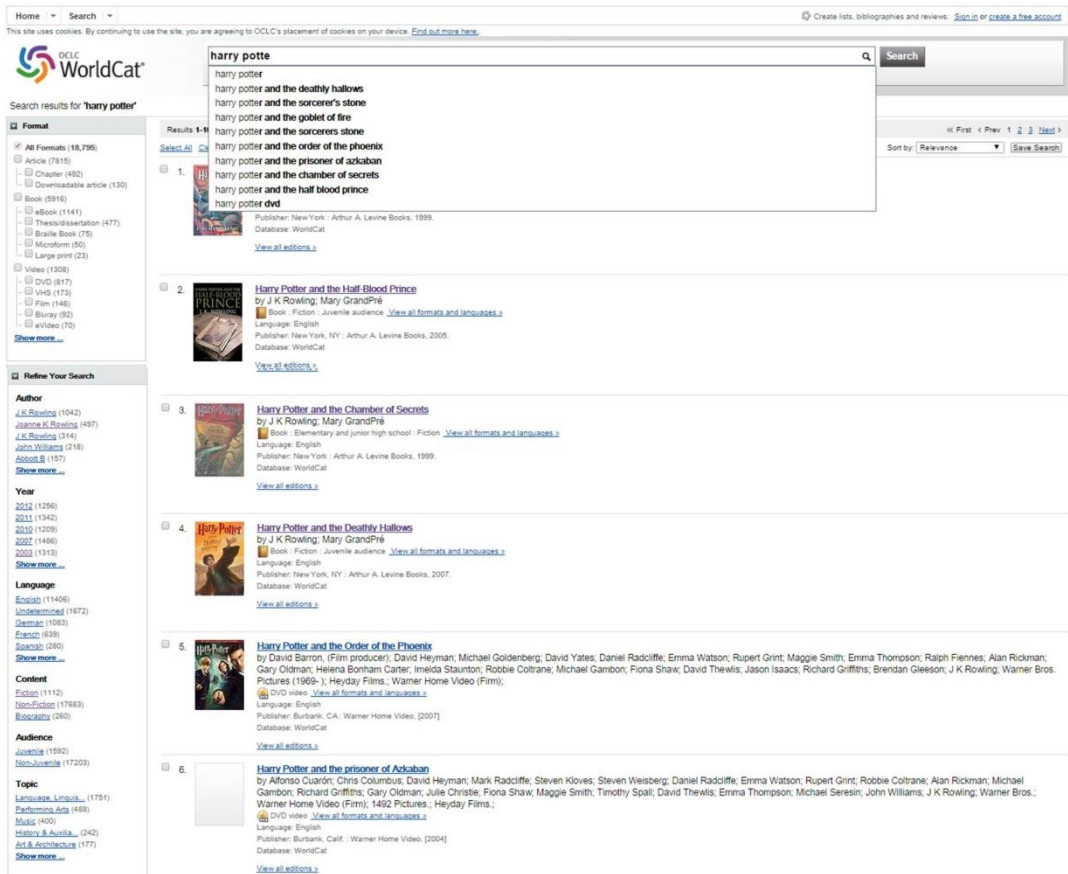 Home Search
Create lists, bibliographies and reviews: Sign in or create a free account
This site uses cookies. By continuing to use the site, you are agreeing to OCLC's placement of cookies on your device. Find out more here.
OCLC
WorldCat®
harry potte
Search
harry potter
harry potter and the deathly hallows
harry potter and the sorcerer's stone
harry potter and the goblet of fire
harry potter and the sorcerers stone
harry potter and the order of the phoenix
harry potter and the prisoner of azkaban
harry potter and the chamber of secrets
harry potter and the half blood prince
harry potter dvd
Search results for 'harry potter'
Format
All Formats (18,795)
Article (7815)
Chapter (492)
Downloadable article (130)
Book (5916)
eBook (1141)
Thesis/dissertation (477)
Braille Book (75)
Microform (50)
Large print (23)
Video (1308)
DVD (817)
VHS (173)
Film (146)
Bluray (92)
eVideo (70)
Show more ...
Refine Your Search
Author
J K Rowling (1042)
Joanne K Rowling (497)
J K Rowling (314)
John Williams (218)
Abbott B (157)
Show more ...
Year
2012 (1256)
2011 (1342)
2010 (1209)
2007 (1486)
2003 (1313)
Show more ...
Language
English (11406)
Undetermined (1672)
German (1083)
French (639)
Spanish (280)
Show more ...
Content
Fiction (1112)
Non-Fiction (17683)
Biography (260)
Audience
Juvenile (1592)
Non-Juvenile (17203)
Topic
Language, Linguis... (1751)
Performing Arts (488)
Music (400)
History & Auxilia... (242)
Art & Architecture (177)
Show more ...
Results 1-1
« First < Prev 1 2 3 Next >
Select All
Sort by: Relevance Save Search
1.
Publisher: New York : Arthur A. Levine Books, 1999.
Database: WorldCat
View all editions »
2.
HALF-BLOOD
PRINCE
Harry Potter and the Half-Blood Prince
by J K Rowling; Mary GrandPré
Book : Fiction : Juvenile audience View all formats and languages »
Language: English
Publisher: New York, NY : Arthur A. Levine Books, 2005.
Database: WorldCat
View all editions »
3.
Harry Potter
Harry Potter and the Chamber of Secrets
by J K Rowling; Mary GrandPré
Book : Elementary and junior high school : Fiction View all formats and languages »
Language: English
Publisher: New York : Arthur A. Levine Books, 1999.
Database: WorldCat
View all editions »
4.
Harry Potter
Harry Potter and the Deathly Hallows
by J K Rowling; Mary GrandPré
Book : Fiction : Juvenile audience View all formats and languages »
Language: English
Publisher: New York, NY : Arthur A. Levine Books, 2007.
Database: WorldCat
View all editions »
5.
Harry Potter
Harry Potter and the Order of the Phoenix
by David Barron, (Film producer); David Heyman; Michael Goldenberg; David Yates; Daniel Radcliffe; Emma Watson; Rupert Grint; Maggie Smith; Emma Thompson; Ralph Fiennes; Alan Rickman;
Gary Oldman; Helena Bonham Carter; Imelda Staunton; Robbie Coltrane; Michael Gambon; Fiona Shaw; David Thewlis; Jason Isaacs; Richard Griffiths; Brendan Gleeson; J K Rowling; Warner Bros.
Pictures (1969- ); Heyday Films.; Warner Home Video (Firm);
DVD video View all formats and languages »
Language: English
Publisher: Burbank, CA : Warner Home Video, [2007]
Database: WorldCat
View all editions »
6.
Harry Potter and the prisoner of Azkaban
by Alfonso Cuarón; Chris Columbus; David Heyman; Mark Radcliffe; Steven Kloves; Steven Weisberg; Daniel Radcliffe; Emma Watson; Rupert Grint; Robbie Coltrane; Alan Rickman; Michael
Gambon; Richard Griffiths; Gary Oldman; Julie Christie; Fiona Shaw; Maggie Smith; Timothy Spall; David Thewlis; Emma Thompson; Michael Seresin; John Williams; J K Rowling; Warner Bros.;
Warner Home Video (Firm); 1492 Pictures.; Heyday Films.;
DVD video View all formats and languages »
Language: English
Publisher: Burbank, Calif. : Warner Home Video, [2004]
Database: WorldCat
View all editions »